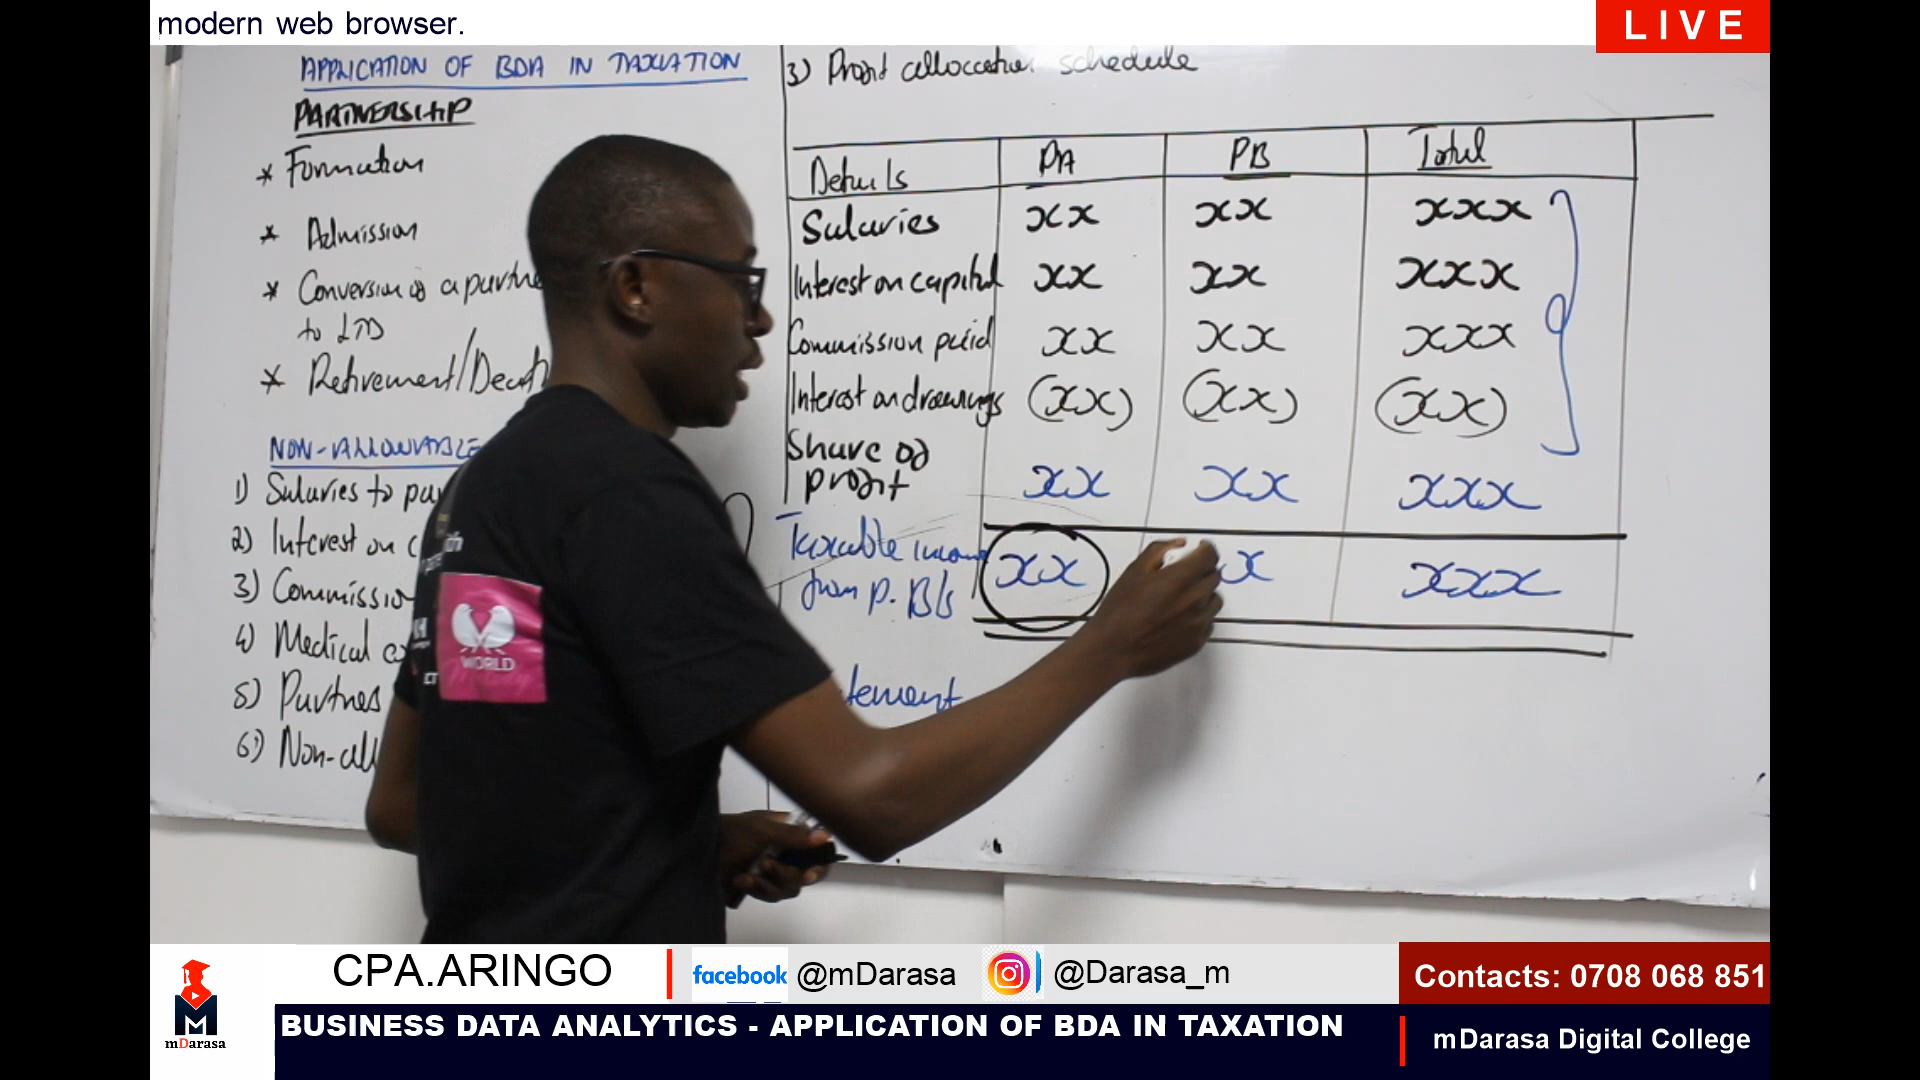 modern web browser.
LIVE
APPLICATION OF BDA IN TAXATION
PARTNERSHIP
* Formation
* Admission
* Conversion of a partne
to LTD
* Retirement/Death
NON-ALLOWABLE
1) Salaries to pa
2) Interest on c
3) Commissio
4) Medical co
5) Partnes
6) Non-all
3) Profit alloccation schedule
Details PA PB Total
Salaries xx xx xxx
Interest on capital xx xx xxx
Commission paid xx xx xxx
Interest on drawings (xx) (xx) (xx)
Share of
profit xx xx xxx
Taxable income
from P. B/s xx x xxx
tement
WORLD
CPA.ARINGO
facebook @mDarasa
@Darasa_m
Contacts: 0708 068 851
mDarasa
BUSINESS DATA ANALYTICS - APPLICATION OF BDA IN TAXATION
mDarasa Digital College